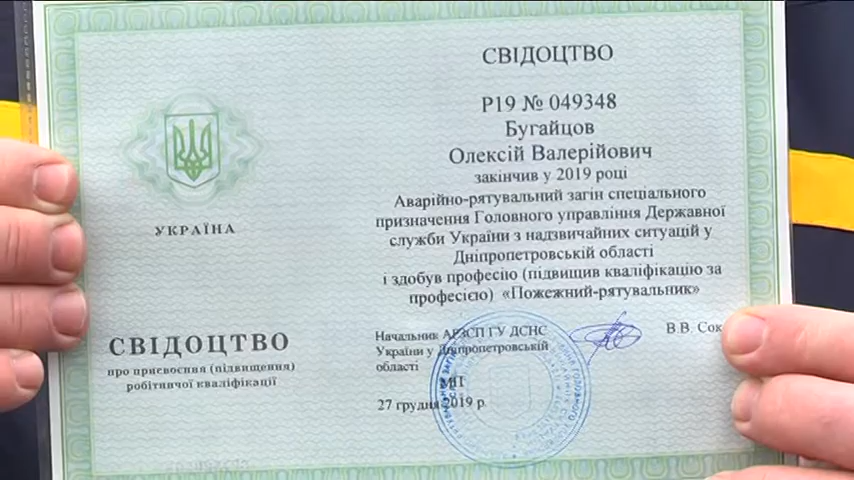 УКРАЇНА
СВІДОЦТВО
про присвоєння (підвищення)
робітничої кваліфікації
СВІДОЦТВО
Р19 № 049348
Бугайцов
Олексій Валерійович
закінчив у 2019 році
Аварійно-рятувальний загін спеціального
призначення Головного управління Державної
служби України з надзвичайних ситуацій у
Дніпропетровській області
і здобув професію (підвищив кваліфікацію за
професією) «Пожежний-рятувальник»
Начальник АРЗСП ГУ ДСНС
України у Дніпропетровській
області
В.В. Сок
МП
27 грудня 2019 р.